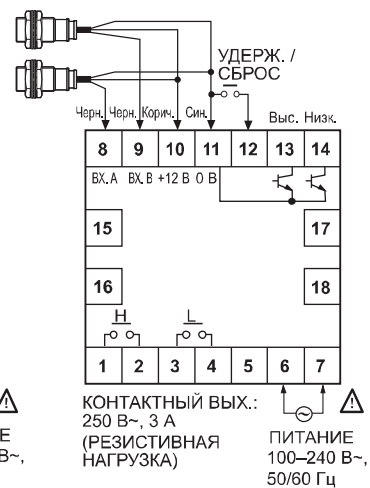 УДЕРЖ. /
СБРОС
Черн. Черн. Корич. Син.
Выс. Низк.
8 9 10 11 12 13 14
ВХ. А ВХ. В +12 В 0 В
15 17
16 18
H L
1 2 3 4 5 6 7
КОНТАКТНЫЙ ВЫХ.:
250 В~, 3 А
(РЕЗИСТИВНАЯ
НАГРУЗКА)
ПИТАНИЕ
100–240 В~,
50/60 Гц
Е
В~,